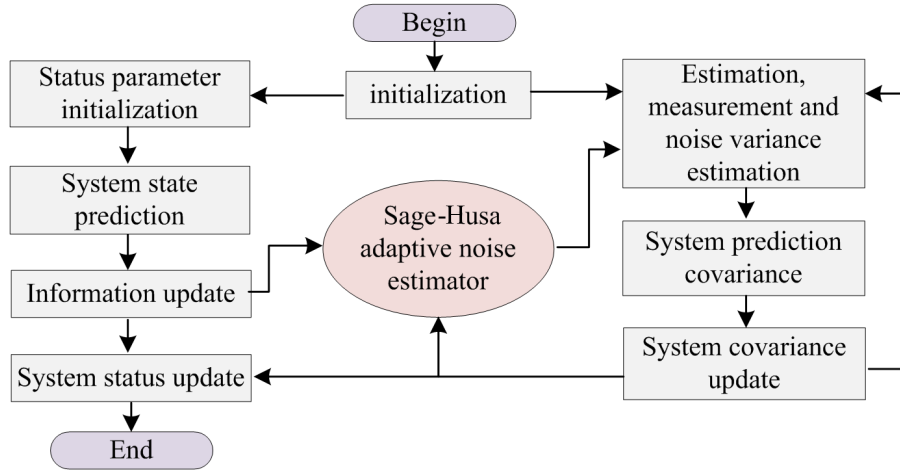 Begin
initialization
Status parameter
initialization
System state
prediction
Information update
System status update
End
Sage-Husa
adaptive noise
estimator
Estimation,
measurement and
noise variance
estimation
System prediction
covariance
System covariance
update